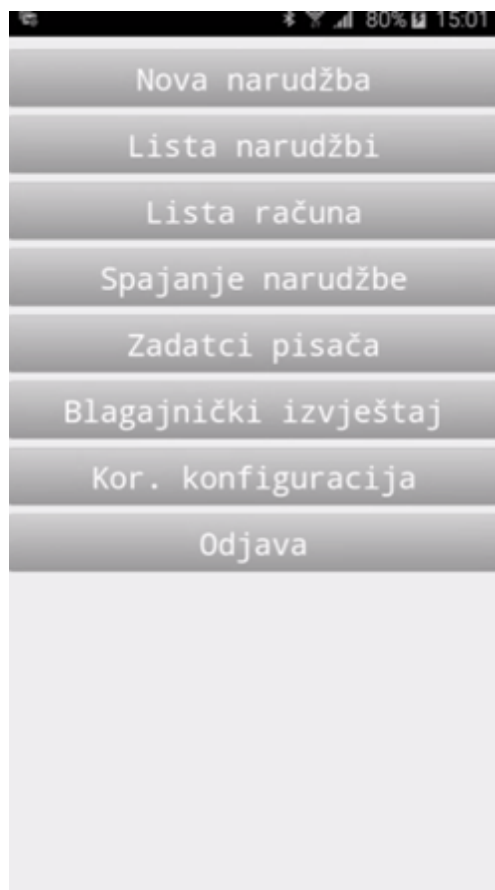 80% 15:01
Nova narudžba
Lista narudžbi
Lista računa
Spajanje narudžbe
Zadatci pisača
Blagajnički izvještaj
Kor. konfiguracija
Odjava